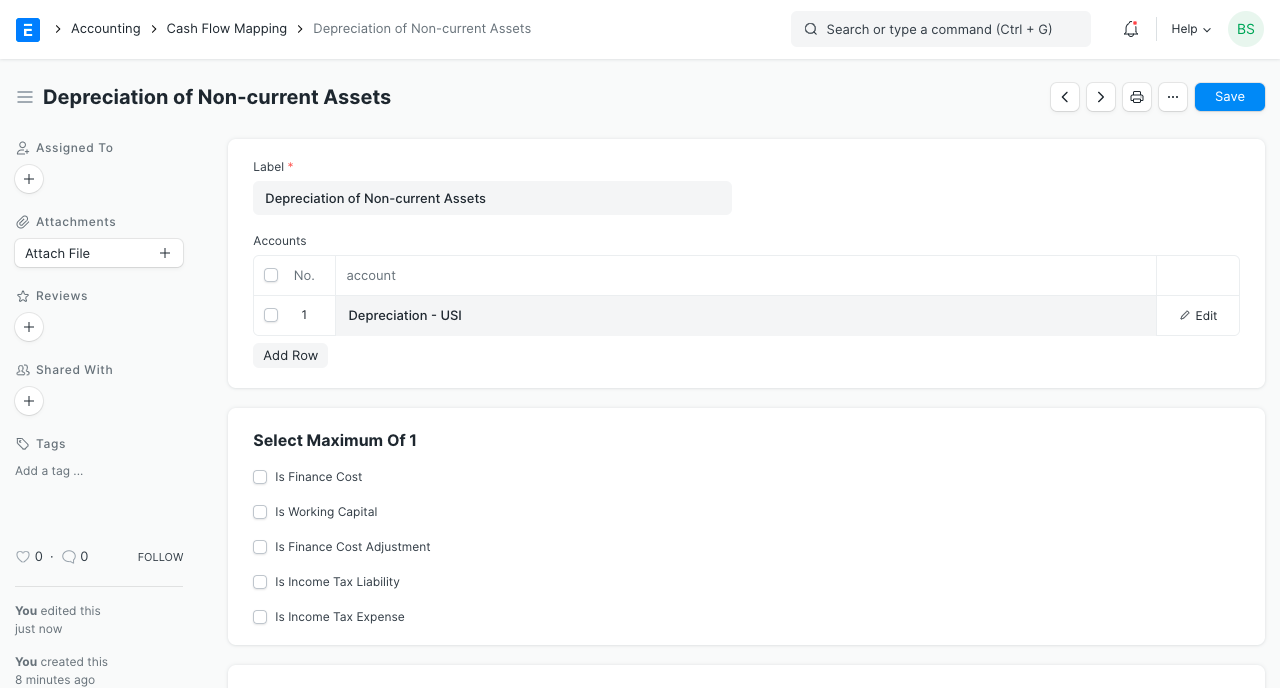 Accounting Cash Flow Mapping Depreciation of Non-current Assets Search or type a command (Ctrl + G) Help BS
Depreciation of Non-current Assets Save
Assigned To
Attachments
Attach File
Reviews
Shared With
Tags
Add a tag ...
0 · 0 FOLLOW
You edited this
just now
You created this
8 minutes ago
Label *
Depreciation of Non-current Assets
Accounts
No. account
1 Depreciation - USI Edit
Add Row
Select Maximum Of 1
Is Finance Cost
Is Working Capital
Is Finance Cost Adjustment
Is Income Tax Liability
Is Income Tax Expense